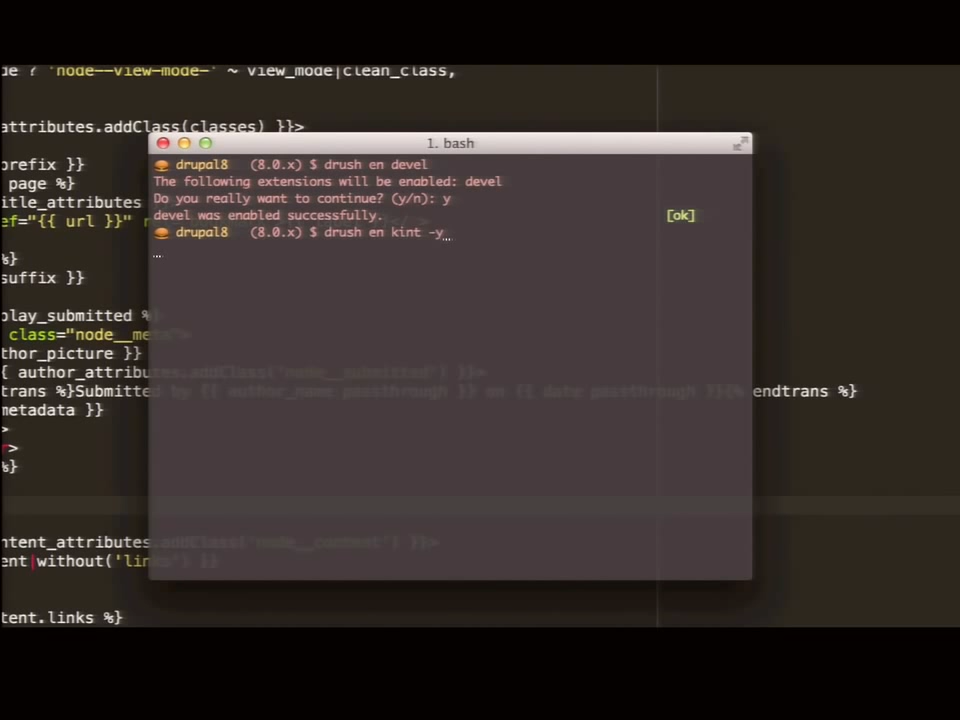 de ? 'node--view-mode-' ~ view_mode|clean_class,
attributes.addClass(classes) }}>
1. bash
prefix }}
drupal8 (8.0.x) $ drush en devel
page %}
The following extensions will be enabled: devel
title_attributes
Do you really want to continue? (y/n): y
ef="{{ url }}"
devel was enabled successfully. [ok]
drupal8 (8.0.x) $ drush en kint -y
...
%}
suffix }}
play_submitted %}
class="node__meta">
thor_picture }}
{ author_attributes.addClass('node__submitted') }}>
trans %}Submitted by {{ author_name|passthrough }} on {{ date|passthrough }}{% endtrans %}
metadata }}
>
r>
%}
ntent_attributes.addClass('node__content') }}>
ent|without('links') }}
tent.links %}